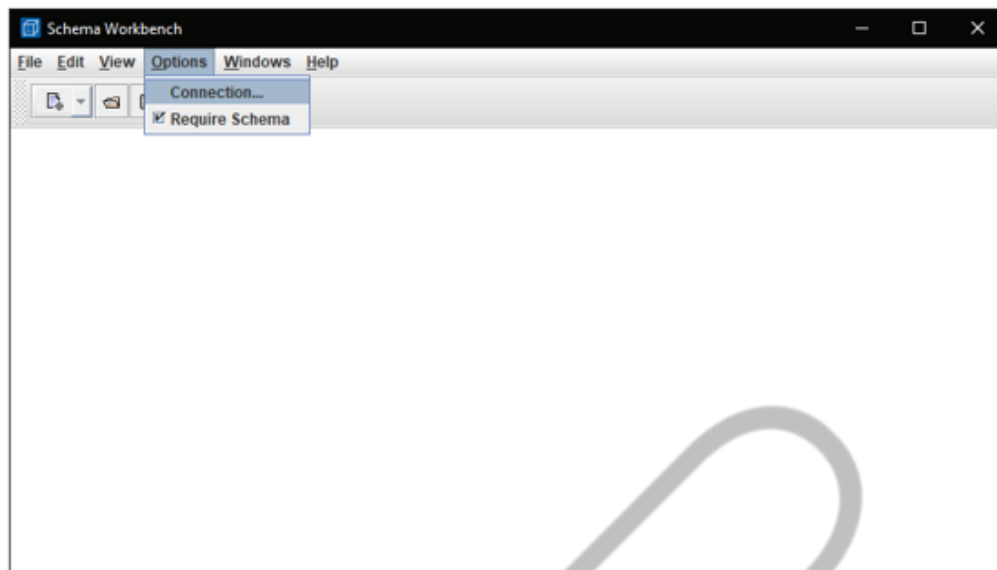 Schema Workbench
File Edit View Options Windows Help
Connection...
Require Schema